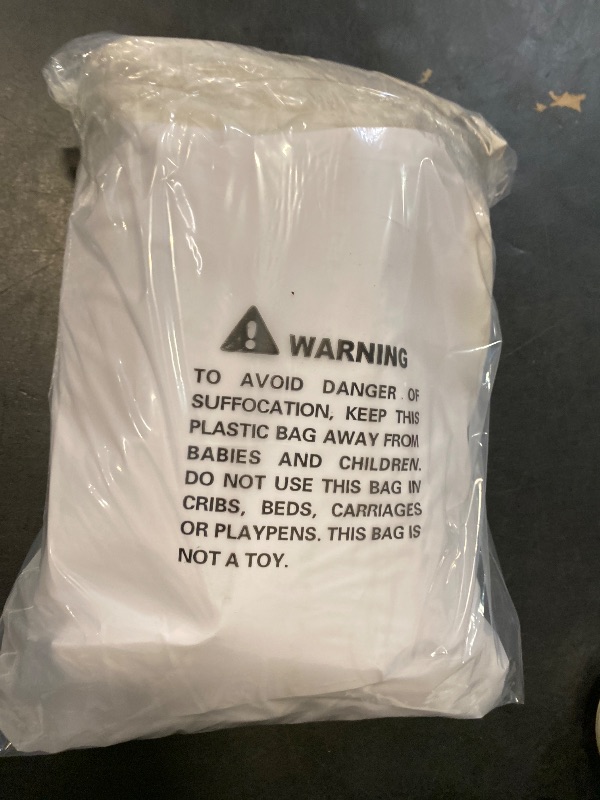 WARNING
TO AVOID DANGER OF
SUFFOCATION, KEEP THIS
PLASTIC BAG AWAY FROM
BABIES AND CHILDREN.
DO NOT USE THIS BAG IN
CRIBS, BEDS, CARRIAGES
OR PLAYPENS. THIS BAG IS
NOT A TOY.